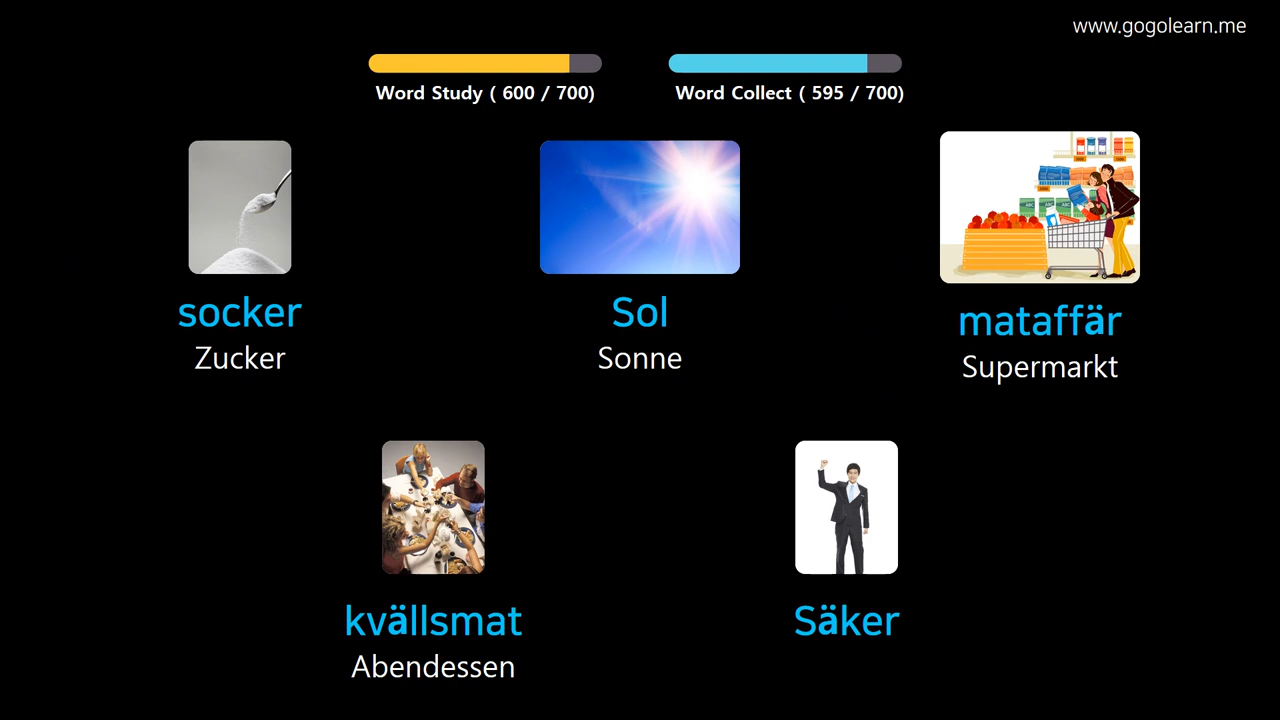 www.gogolearn.me
Word Study ( 600 / 700)
Word Collect ( 595 / 700)
socker
Zucker
Sol
Sonne
mataffär
Supermarkt
kvällsmat
Abendessen
Säker